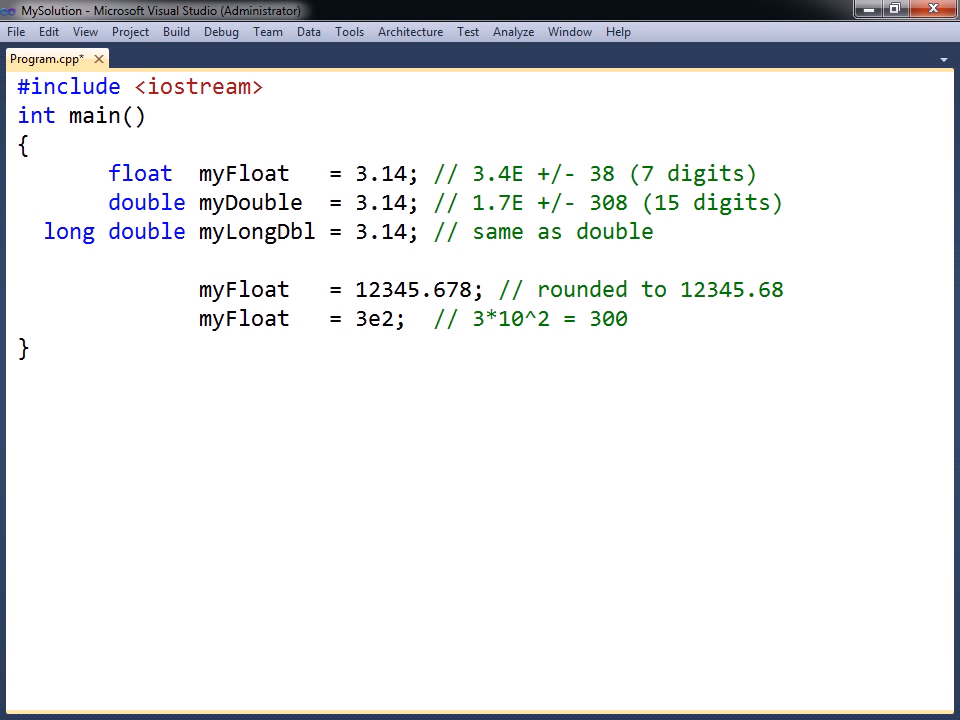 MySolution - Microsoft Visual Studio (Administrator)
File Edit View Project Build Debug Team Data Tools Architecture Test Analyze Window Help
Program.cpp*
#include <iostream>
int main()
{
float myFloat = 3.14; // 3.4E +/- 38 (7 digits)
double myDouble = 3.14; // 1.7E +/- 308 (15 digits)
long double myLongDbl = 3.14; // same as double
myFloat = 12345.678; // rounded to 12345.68
myFloat = 3e2; // 3*10^2 = 300
}